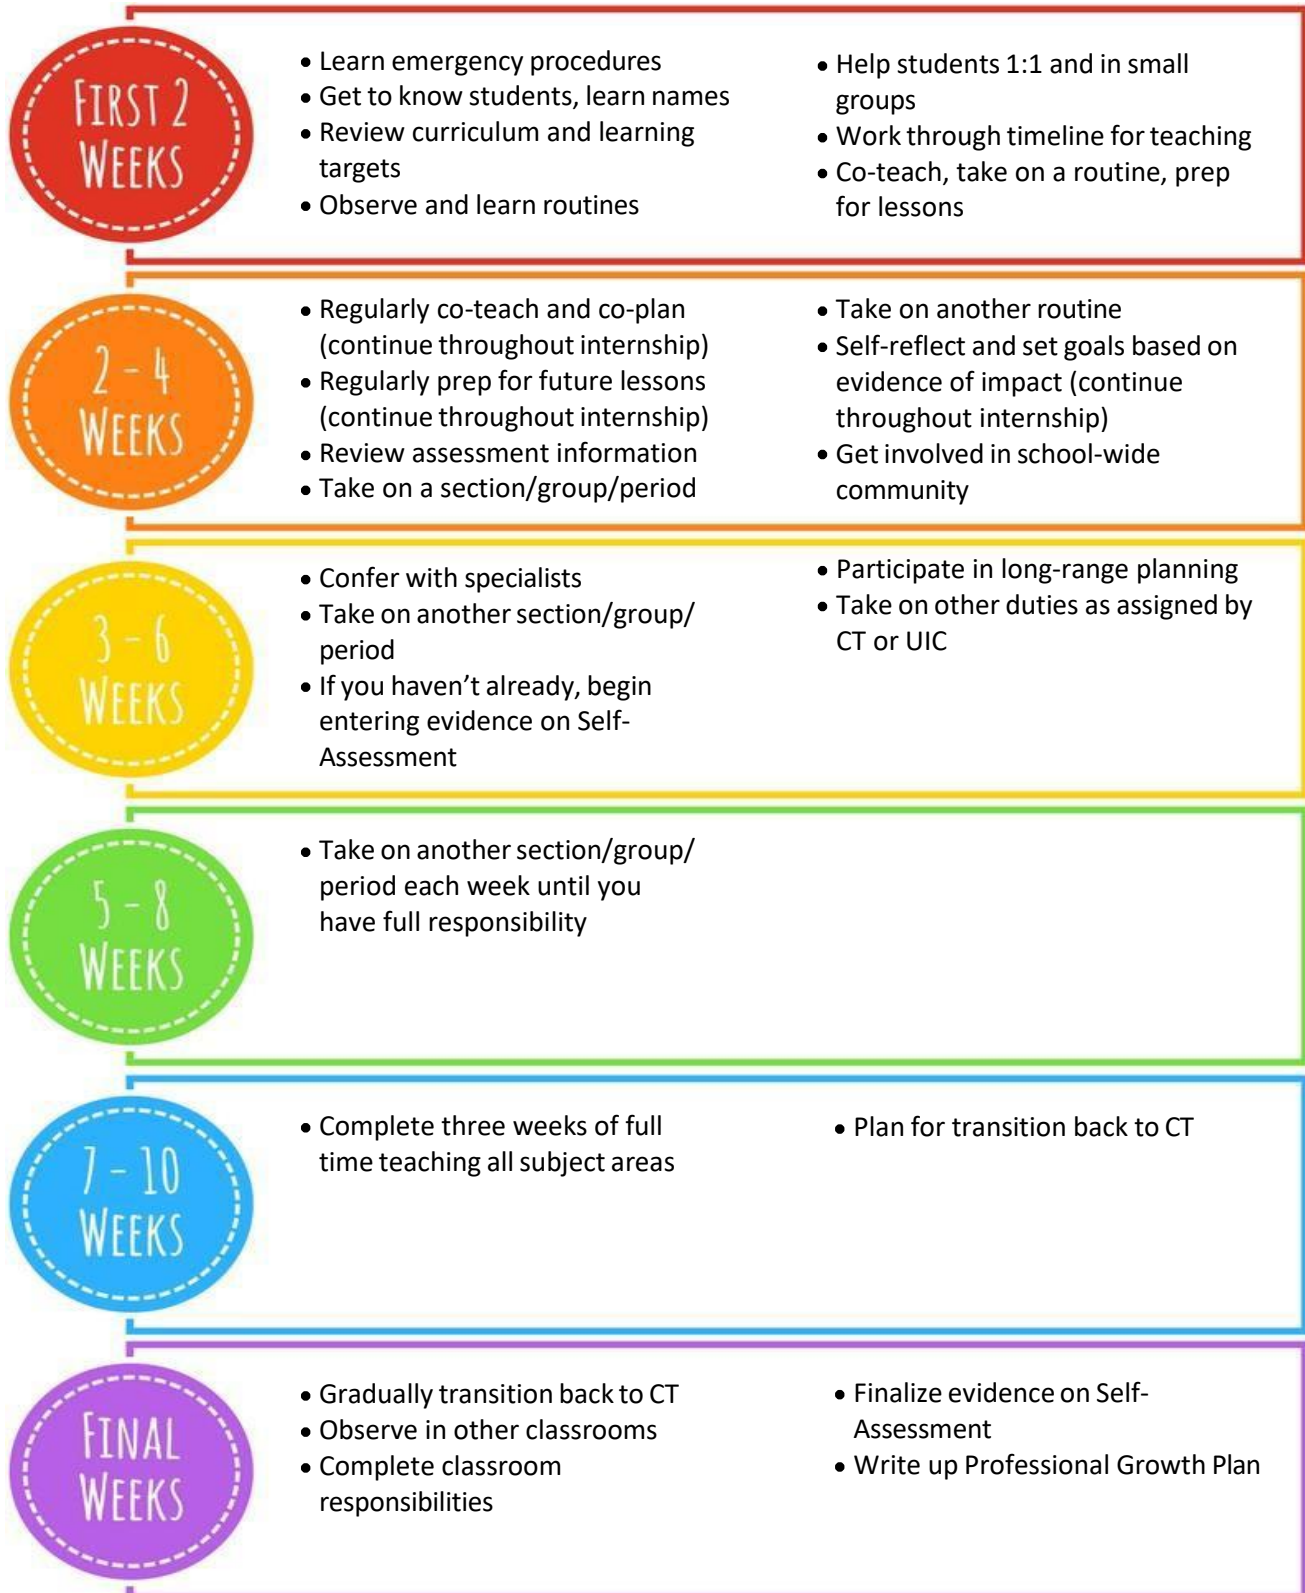 FIRST 2
WEEKS
• Learn emergency procedures
• Get to know students, learn names
• Review curriculum and learning
targets
• Observe and learn routines
• Help students 1:1 and in small
groups
• Work through timeline for teaching
• Co-teach, take on a routine, prep
for lessons
2 – 4
WEEKS
• Regularly co-teach and co-plan
(continue throughout internship)
• Regularly prep for future lessons
(continue throughout internship)
• Review assessment information
• Take on a section/group/period
• Take on another routine
• Self-reflect and set goals based on
evidence of impact (continue
throughout internship)
• Get involved in school-wide
community
3 – 6
WEEKS
• Confer with specialists
• Take on another section/group/
period
• If you haven’t already, begin
entering evidence on Self-
Assessment
• Participate in long-range planning
• Take on other duties as assigned by
CT or UIC
5 – 8
WEEKS
• Take on another section/group/
period each week until you
have full responsibility
7 – 10
WEEKS
• Complete three weeks of full
time teaching all subject areas
• Plan for transition back to CT
FINAL
WEEKS
• Gradually transition back to CT
• Observe in other classrooms
• Complete classroom
responsibilities
• Finalize evidence on Self-
Assessment
• Write up Professional Growth Plan